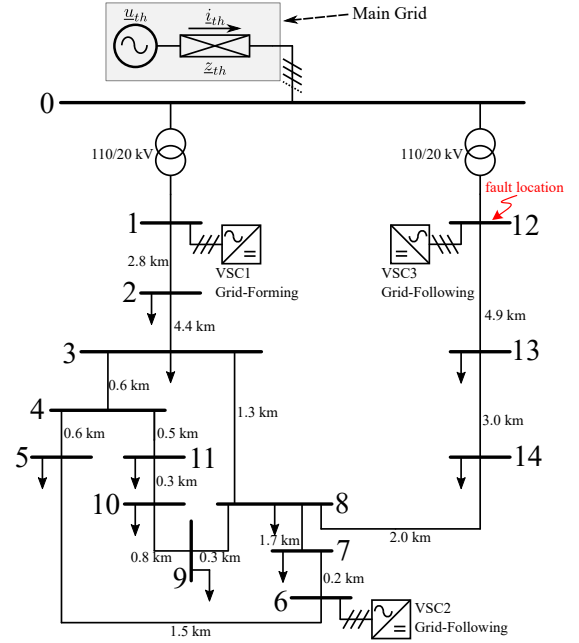 u_th
i_th
z_th
Main Grid
0
110/20 kV
110/20 kV
fault location
1
12
VSC1
Grid-Forming
VSC3
Grid-Following
2.8 km
2
4.4 km
4.9 km
3
13
0.6 km
1.3 km
4
0.6 km
0.5 km
3.0 km
5
11
14
0.3 km
10
8
2.0 km
1.7 km
0.8 km
0.3 km
7
9
0.2 km
6
VSC2
Grid-Following
1.5 km